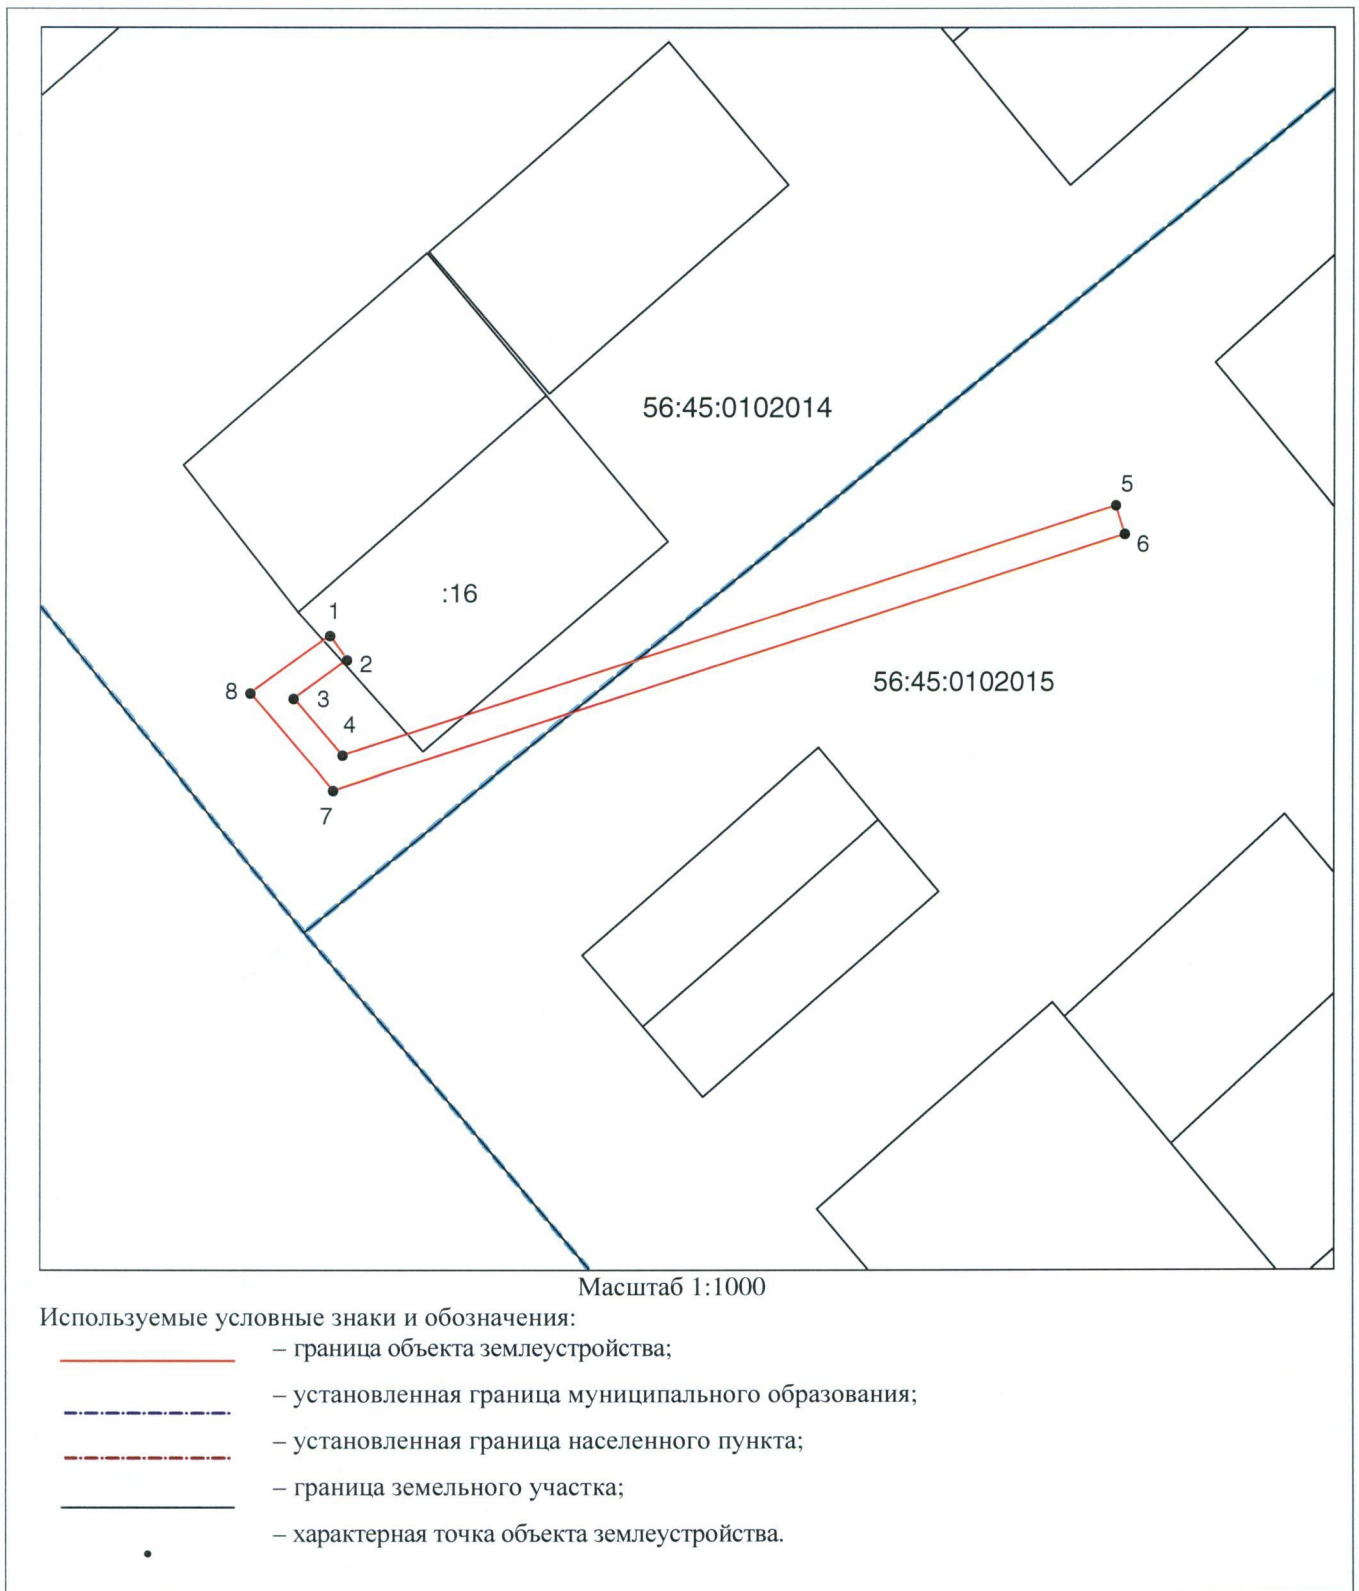 56:45:0102014
5
6
:16
1
2
8
3
4
7
56:45:0102015
Масштаб 1:1000
Используемые условные знаки и обозначения:
– граница объекта землеустройства;
– установленная граница муниципального образования;
– установленная граница населенного пункта;
– граница земельного участка;
– характерная точка объекта землеустройства.